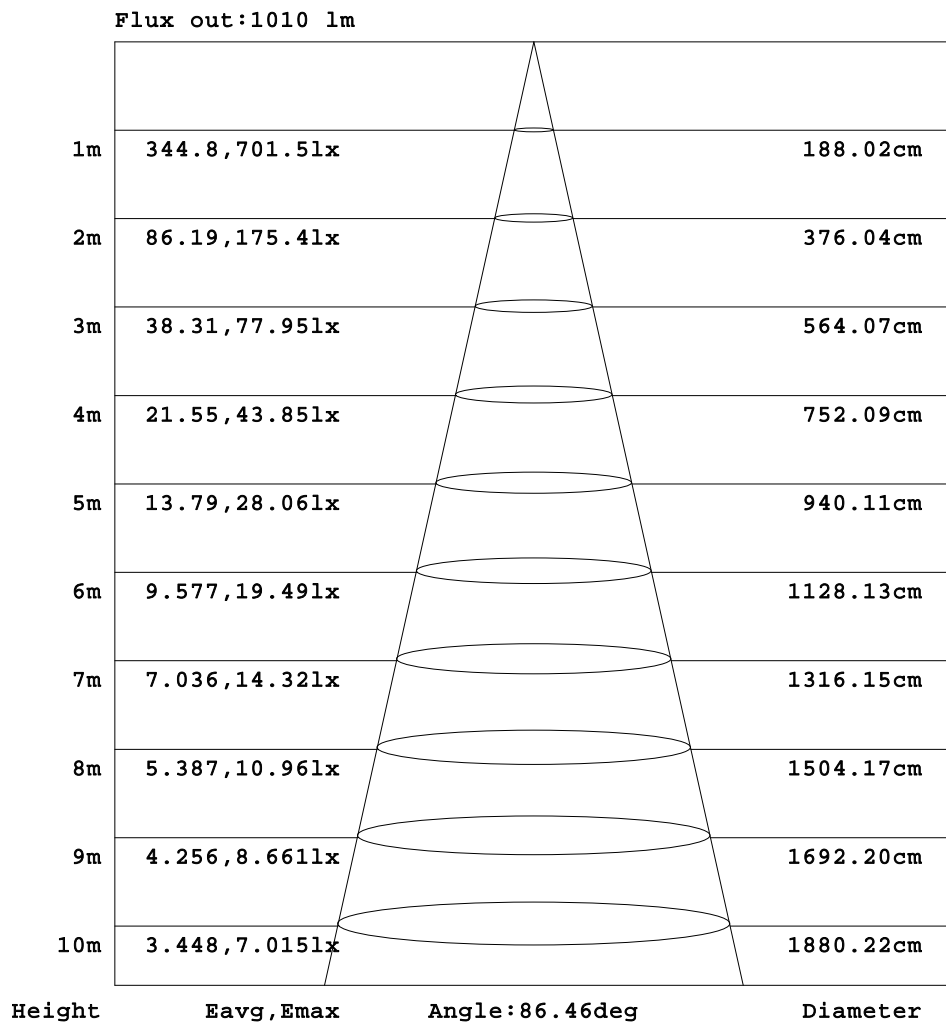 Flux out:1010 lm
1m 344.8,701.5lx 188.02cm
2m 86.19,175.4lx 376.04cm
3m 38.31,77.95lx 564.07cm
4m 21.55,43.85lx 752.09cm
5m 13.79,28.06lx 940.11cm
6m 9.577,19.49lx 1128.13cm
7m 7.036,14.32lx 1316.15cm
8m 5.387,10.96lx 1504.17cm
9m 4.256,8.661lx 1692.20cm
10m 3.448,7.015lx 1880.22cm
Height Eavg,Emax Angle:86.46deg Diameter